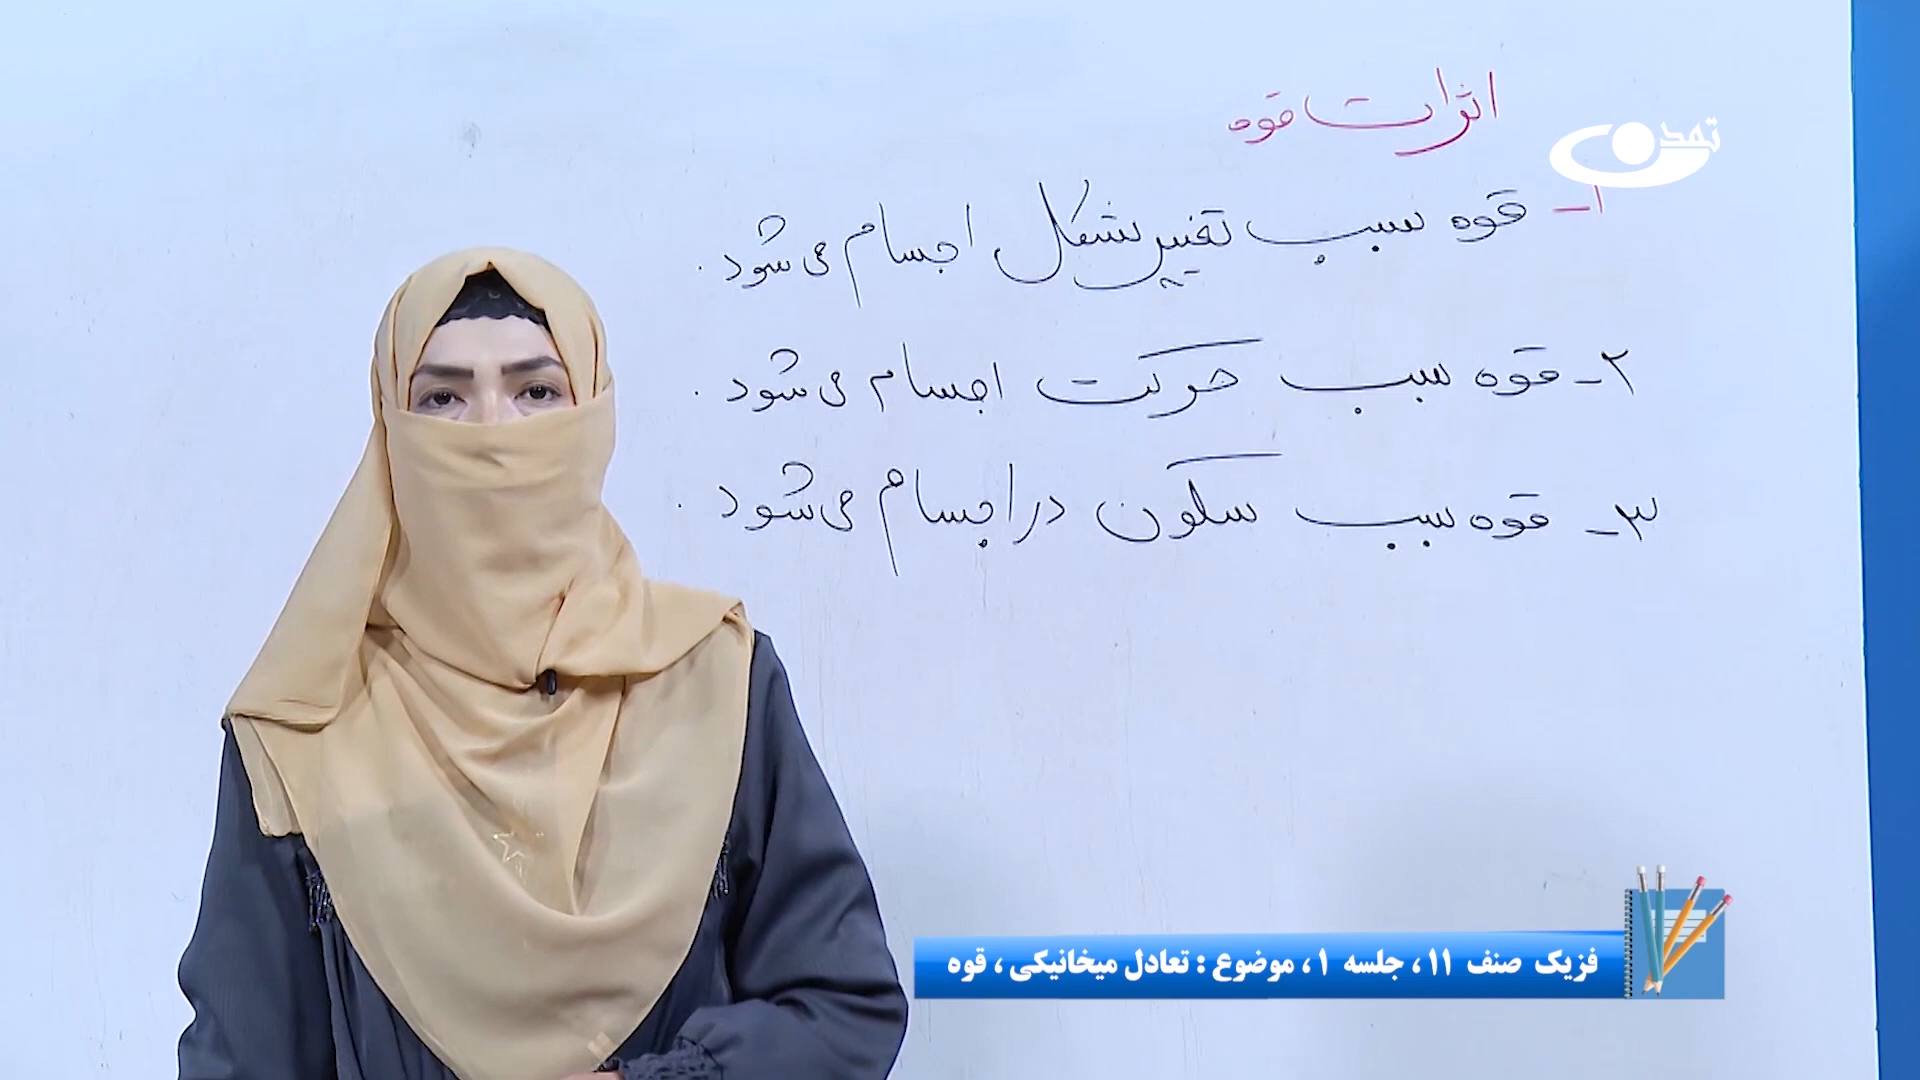 اثرات قوه
تمدن
۱- قوه سبب تغییر شکل اجسام می شود.
۲- قوه سبب حرکت اجسام می شود.
۳- قوه سبب سکون در اجسام می شود.
فزیک صنف ۱۱، جلسه ۱، موضوع: تعادل میخانیکی، قوه